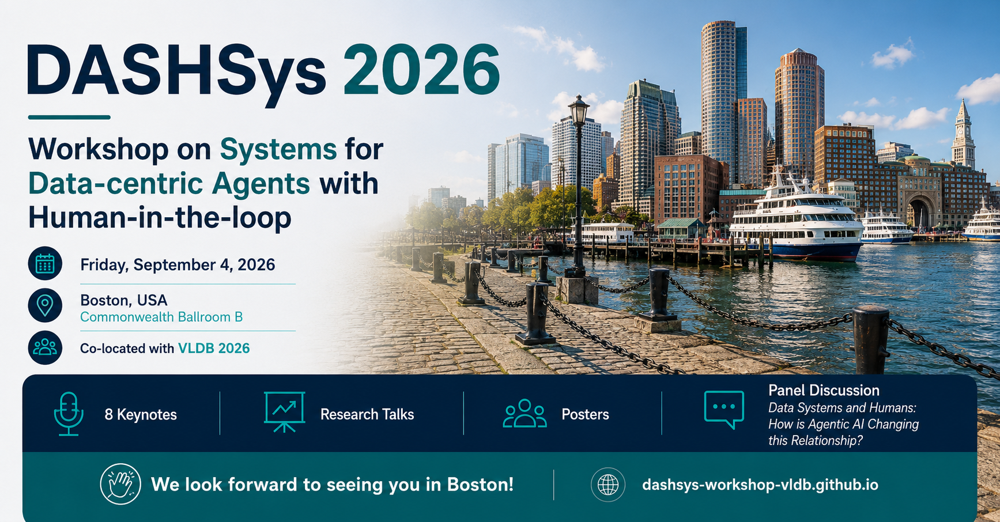 DASHSys 2026
Workshop on Systems for
Data-centric Agents with
Human-in-the-loop
Friday, September 4, 2026
Boston, USA
Commonwealth Ballroom B
Co-located with VLDB 2026
8 Keynotes
Research Talks
Posters
Panel Discussion
Data Systems and Humans:
How is Agentic AI Changing
this Relationship?
We look forward to seeing you in Boston!
dashsys-workshop-vldb.github.io